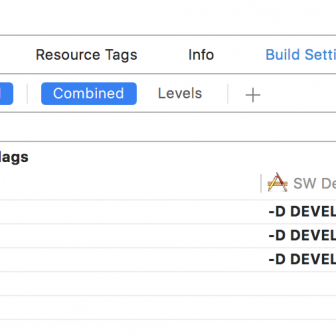 Resource Tags Info Build Setti
Combined Levels
lags
SW De
-D DEVEL
-D DEVEL
-D DEVEL